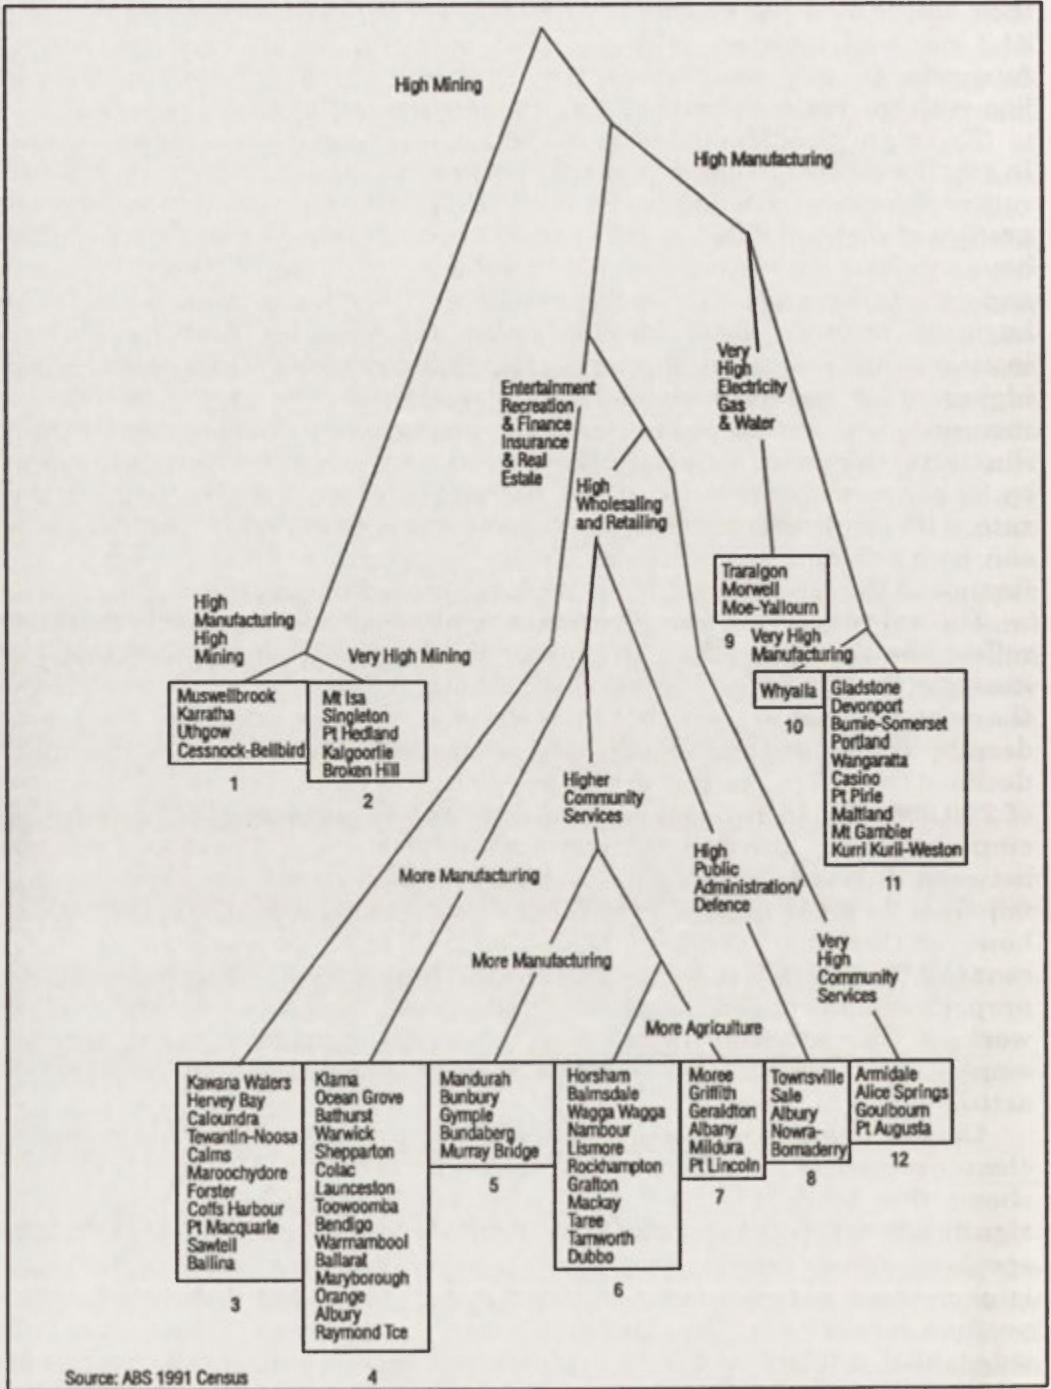 High Mining
High Manufacturing
Very
High
Electricity
Gas
& Water
Entertainment
Recreation
& Finance
Insurance
& Real
Estate
High
Wholesaling
and Retailing
Traralgon
Morwell
Moe-Yallourn
9
High
Manufacturing
High
Mining
Very High Mining
Very High
Manufacturing
Muswellbrook
Karratha
Uthgow
Cessnock-Bellbird
1
Mt Isa
Singleton
Pt Hedland
Kalgoorlie
Broken Hill
2
Whyalla
10
Gladstone
Devonport
Burnie-Somerset
Portland
Wangaratta
Casino
Pt Pirie
Maitland
Mt Gambier
Kurri Kurii-Weston
11
Higher
Community
Services
More Manufacturing
High
Public
Administration/
Defence
More Manufacturing
Very
High
Community
Services
More Agriculture
Kawana Waters
Hervey Bay
Caloundra
Tewantin-Noosa
Calms
Maroochydore
Forster
Coffs Harbour
Pt Macquarie
Sawtell
Ballina
3
Klama
Ocean Grove
Bathurst
Warwick
Shepparton
Colac
Launceston
Toowoomba
Bendigo
Warrnambool
Ballarat
Maryborough
Orange
Albury
Raymond Tce
4
Mandurah
Bunbury
Gymple
Bundaberg
Murray Bridge
5
Horsham
Balmsdale
Wagga Wagga
Nambour
Lismore
Rockhampton
Grafton
Mackay
Taree
Tamworth
Dubbo
6
Moree
Griffith
Geraldton
Albany
Mildura
Pt Lincoln
7
Townsville
Sale
Albury
Nowra-
Bomaderry
8
Armidale
Alice Springs
Goulbourn
Pt Augusta
12
Source: ABS 1991 Census